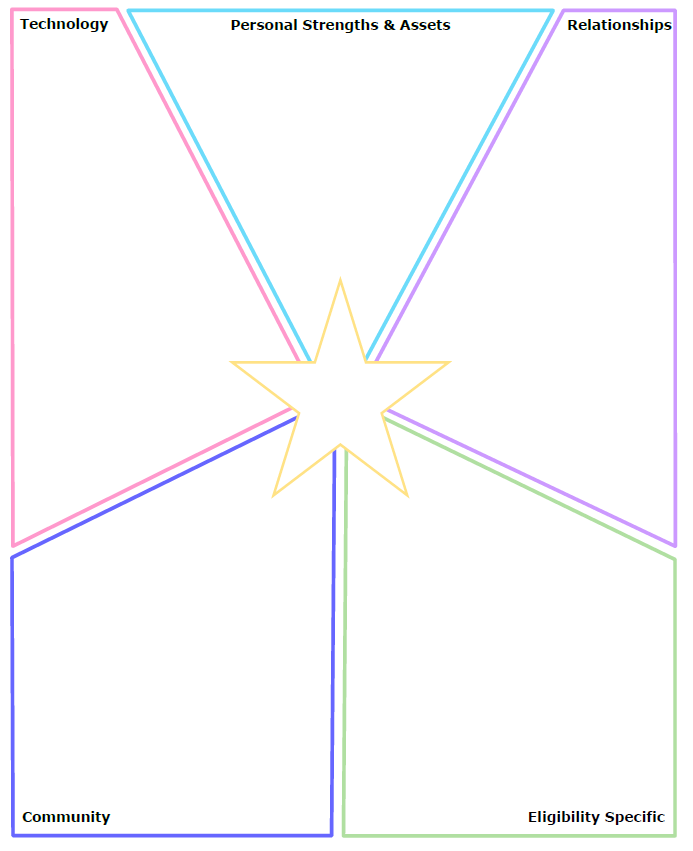 Technology
Personal Strengths & Assets
Relationships
Community
Eligibility Specific